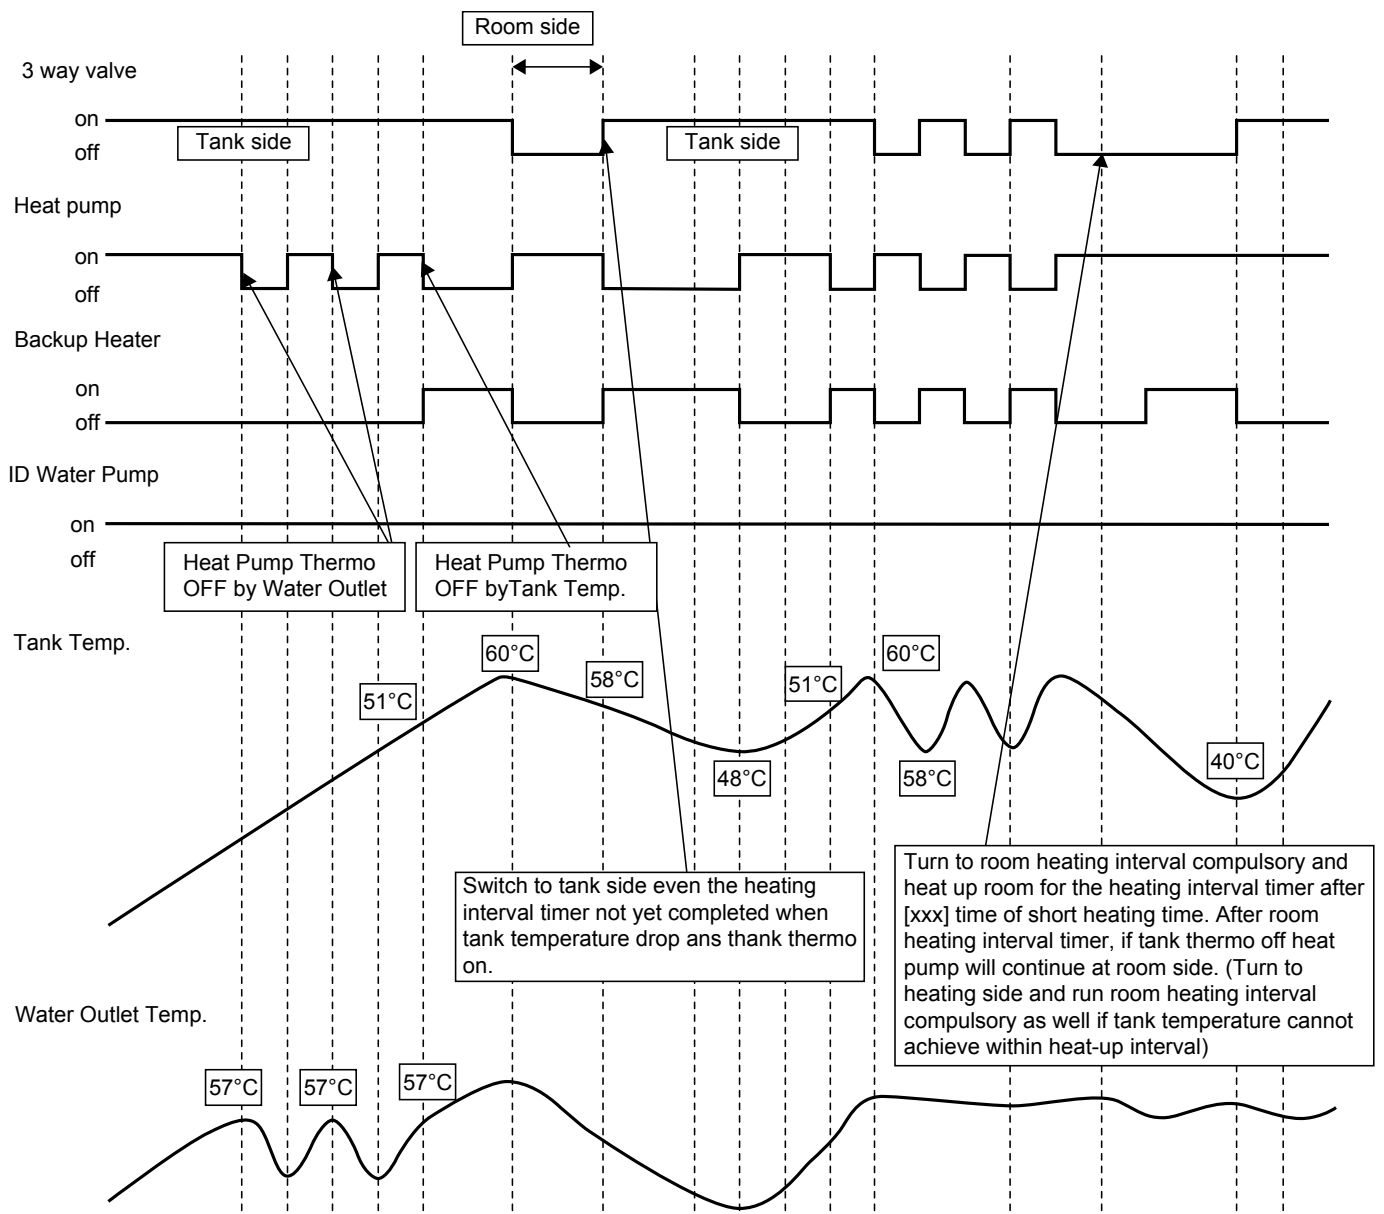 Room side
3 way valve
on
off
Tank side
Tank side
Heat pump
on
off
Backup Heater
on
off
ID Water Pump
on
off
Heat Pump Thermo
OFF by Water Outlet
Heat Pump Thermo
OFF byTank Temp.
Tank Temp.
60°C
60°C
58°C
51°C
51°C
48°C
58°C
40°C
Switch to tank side even the heating
interval timer not yet completed when
tank temperature drop ans thank thermo
on.
Turn to room heating interval compulsory and
heat up room for the heating interval timer after
[xxx] time of short heating time. After room
heating interval timer, if tank thermo off heat
pump will continue at room side. (Turn to
heating side and run room heating interval
compulsory as well if tank temperature cannot
achieve within heat-up interval)
Water Outlet Temp.
57°C
57°C
57°C